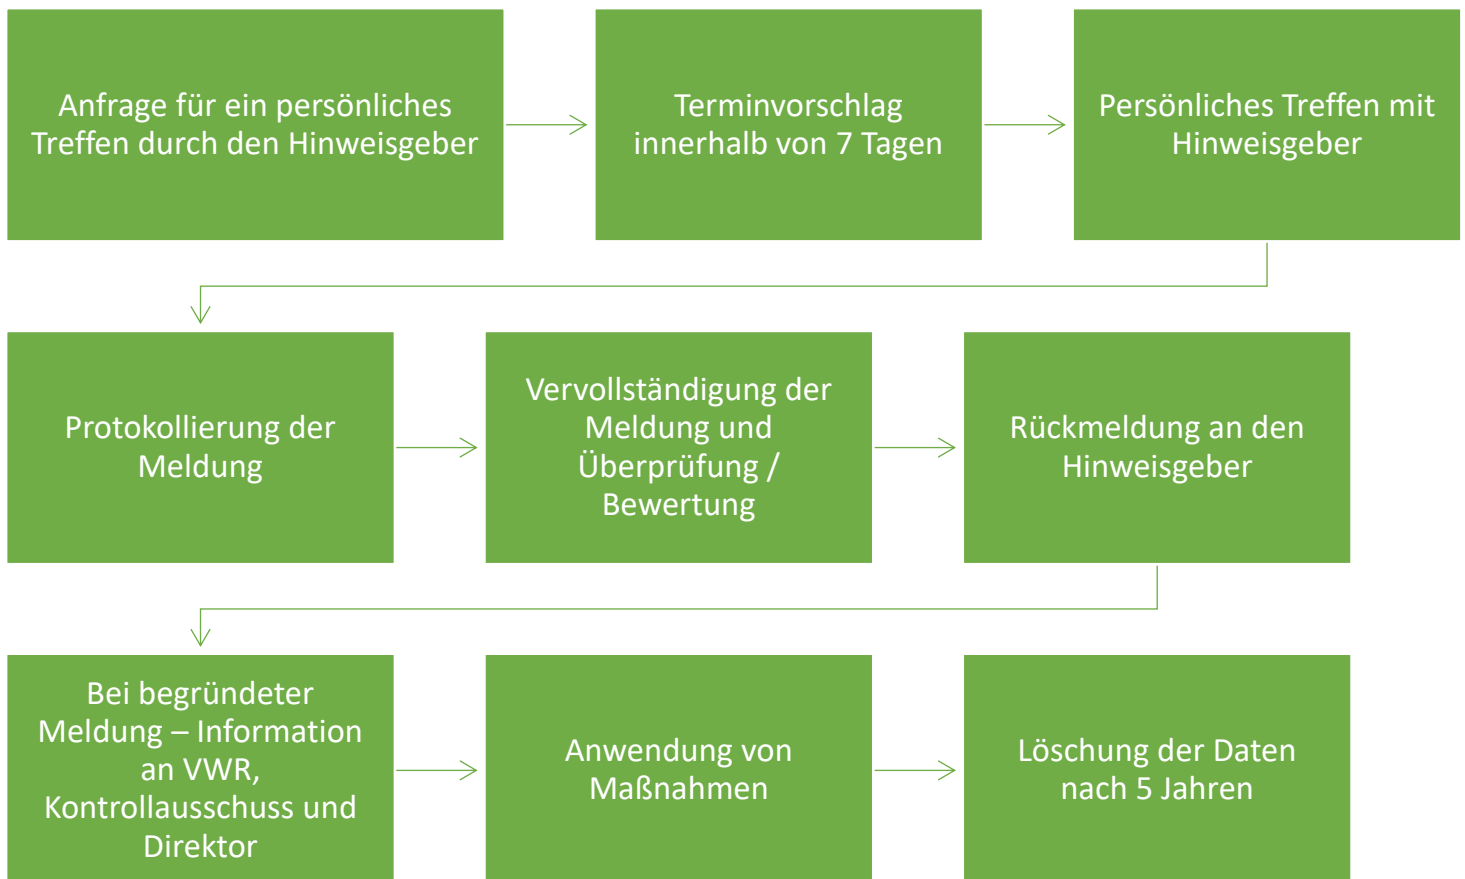 Anfrage für ein persönliches
Treffen durch den Hinweisgeber
Terminvorschlag
innerhalb von 7 Tagen
Persönliches Treffen mit
Hinweisgeber
Protokollierung der
Meldung
Vervollständigung der
Meldung und
Überprüfung /
Bewertung
Rückmeldung an den
Hinweisgeber
Bei begründeter
Meldung – Information
an VWR,
Kontrollausschuss und
Direktor
Anwendung von
Maßnahmen
Löschung der Daten
nach 5 Jahren